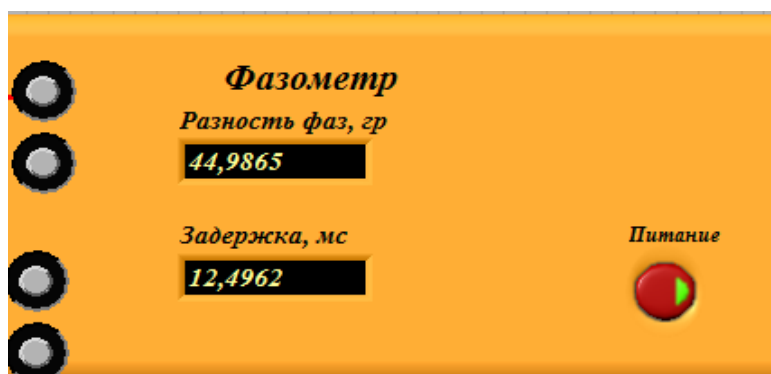 Фазометр
Разность фаз, гр
44,9865
Задержка, мс
12,4962
Питание